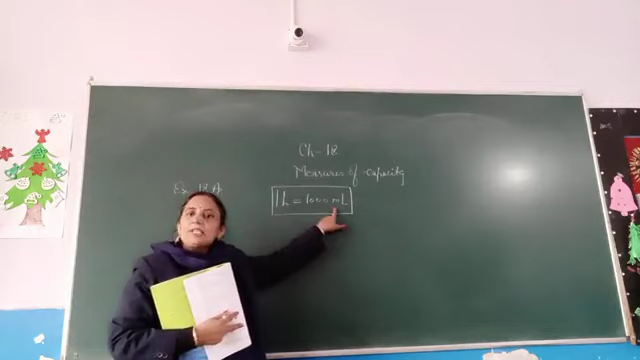 Ch-18
Measures of capacity
Ex. 18 A
1 L = 1000 mL